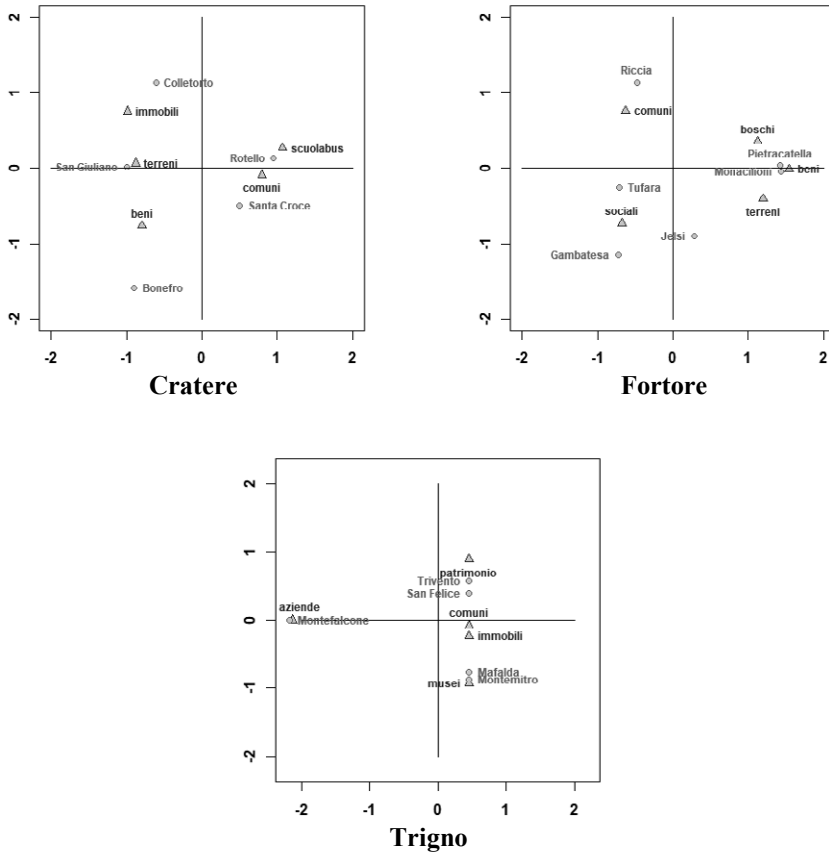 2
1
0
-1
-2
Colletorto
immobili
scuolabus
Rotello
San Giuliano
terreni
comuni
Santa Croce
beni
Bonefro
-2 -1 0 1 2
Cratere
2
1
0
-1
-2
Riccia
comuni
boschi
Pietracatella
beni
Monacilioni
Tufara
terreni
sociali
Jelsi
Gambatesa
-2 -1 0 1 2
Fortore
2
1
0
-1
-2
patrimonio
Trivento
San Felice
aziende
comuni
Montefalcone
immobili
Mafalda
musei
Montemitro
-2 -1 0 1 2
Trigno